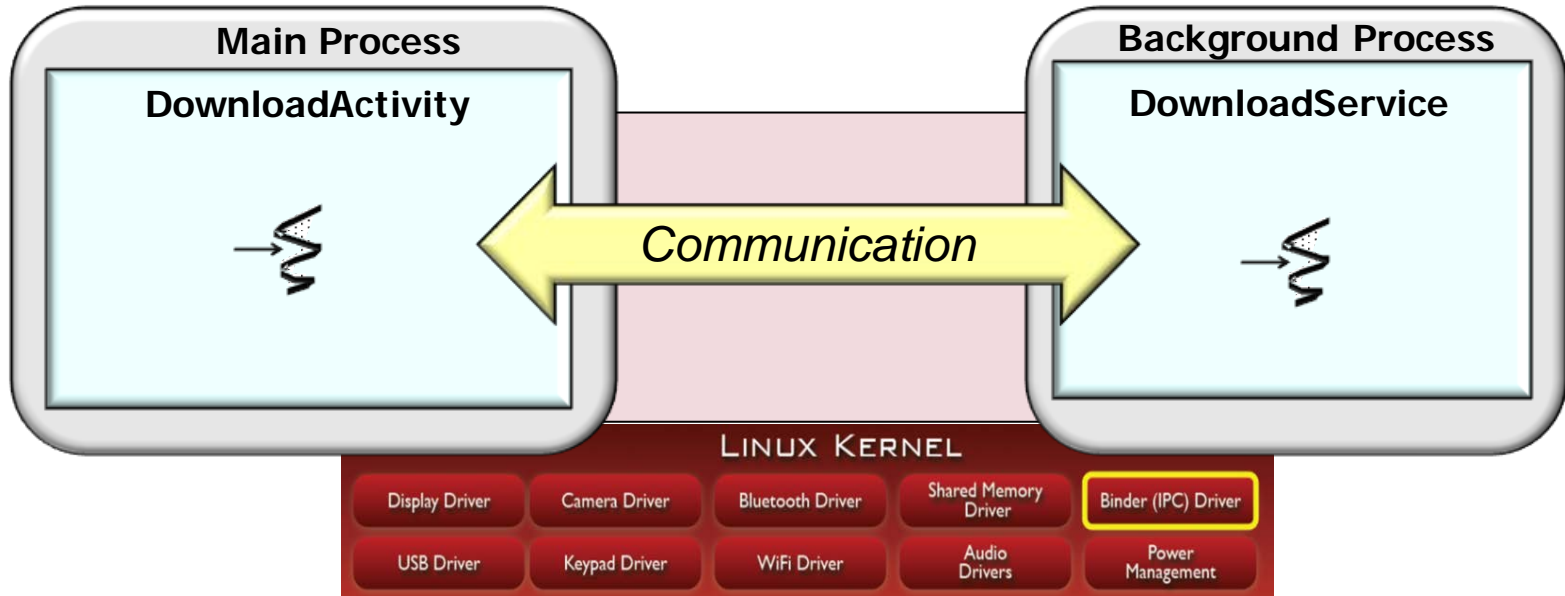 Main Process
Background Process
DownloadActivity
DownloadService
Communication
LINUX KERNEL
Display Driver
Camera Driver
Bluetooth Driver
Shared Memory
Driver
Binder (IPC) Driver
USB Driver
Keypad Driver
WiFi Driver
Audio
Drivers
Power
Management